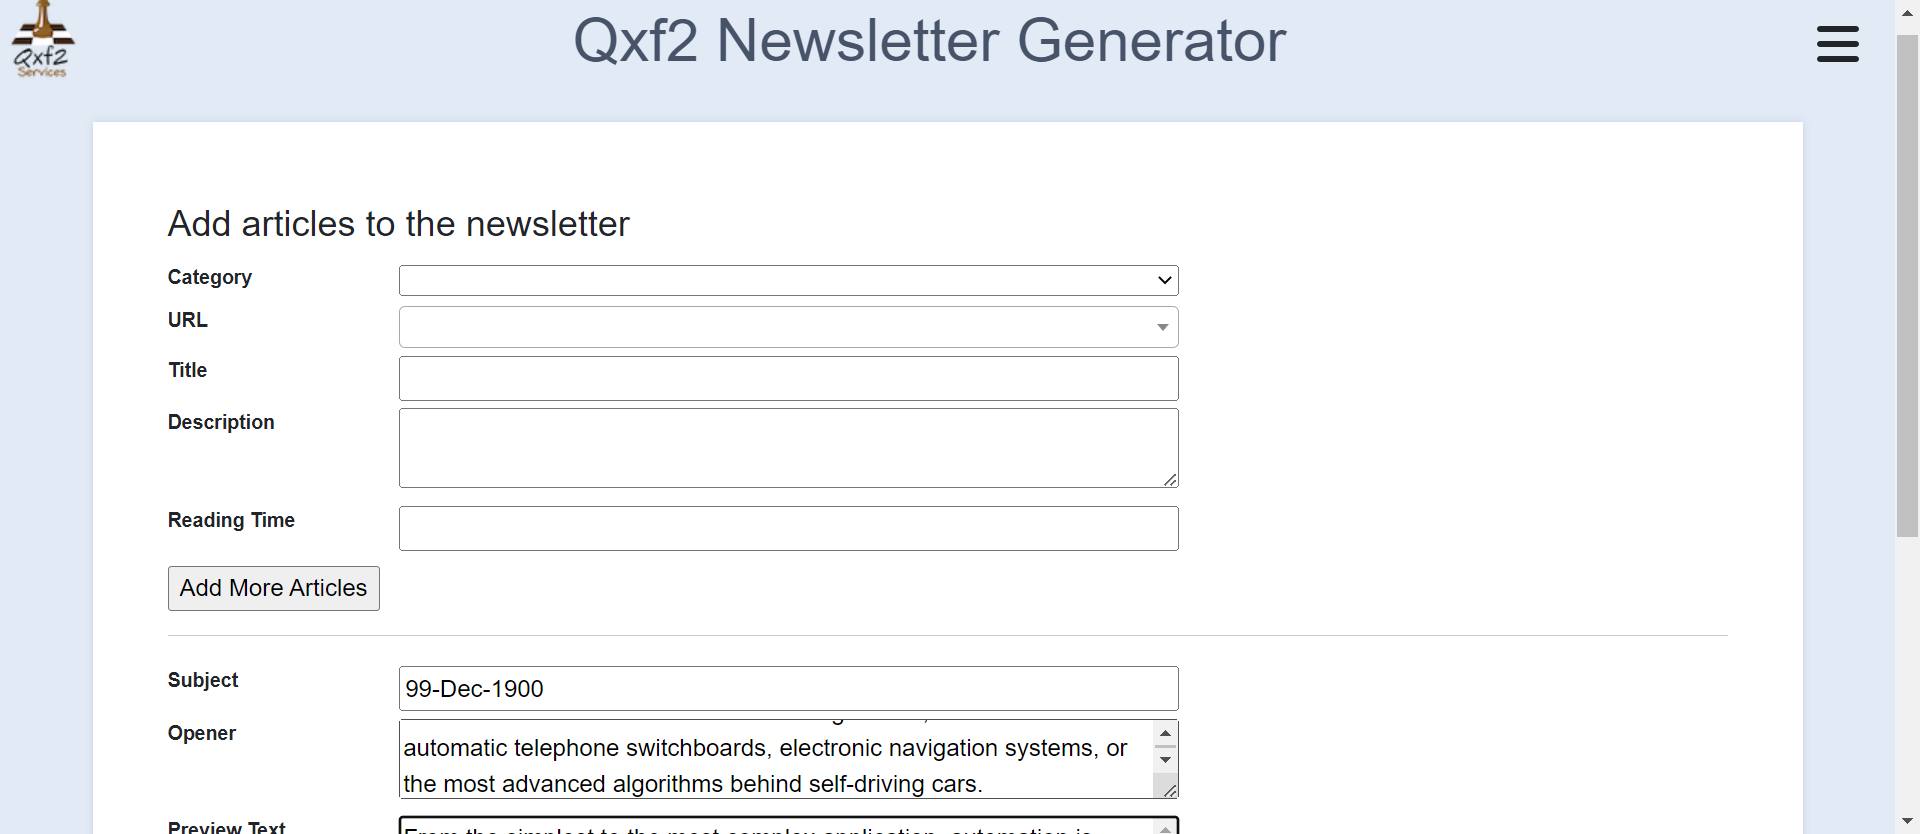 Qxf2
Services
Qxf2 Newsletter Generator
Add articles to the newsletter
Category
URL
Title
Description
Reading Time
Add More Articles
Subject
99-Dec-1900
Opener
automatic telephone switchboards, electronic navigation systems, or
the most advanced algorithms behind self-driving cars.
Preview Text
From the simplest to the most complex application, automation is